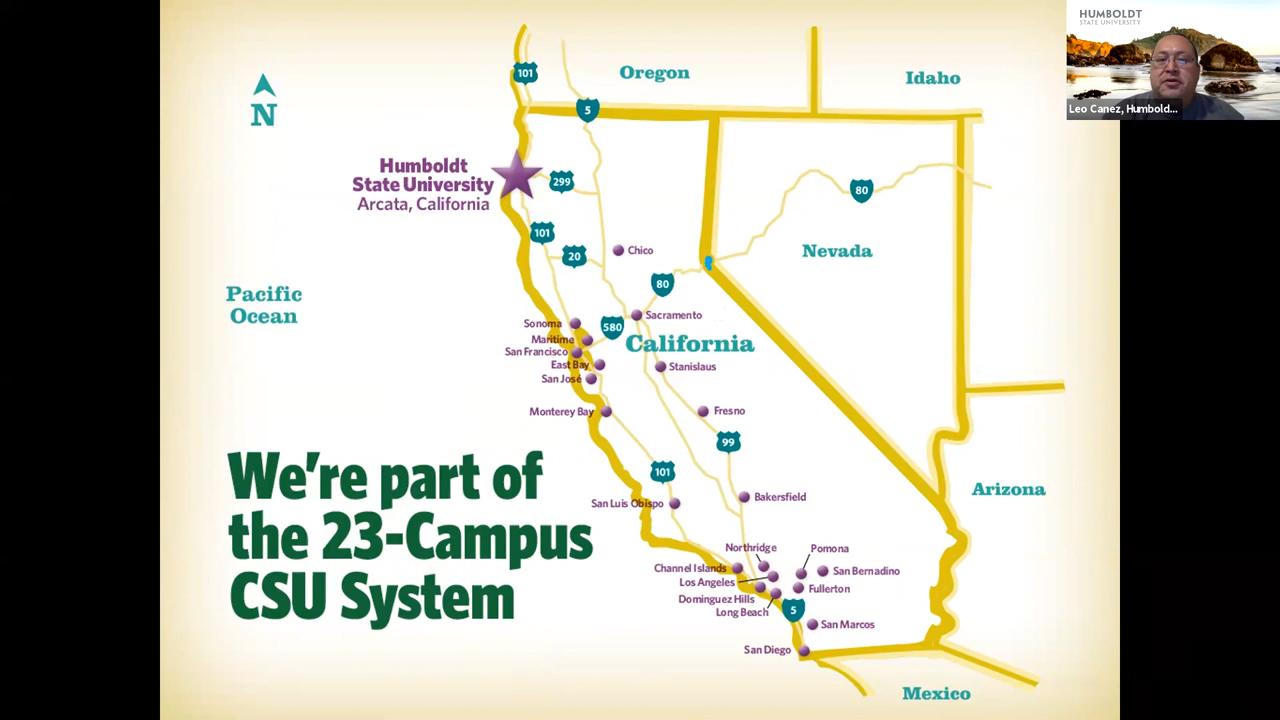 HUMBOLDT
STATE UNIVERSITY
Leo Canez, Humbold...
N
101
Oregon
Idaho
5
Humboldt
State University
Arcata, California
299
80
101
20
Chico
Nevada
80
Pacific
Ocean
Sonoma
580
Sacramento
Maritime
California
San Francisco
East Bay
Stanislaus
San José
Monterey Bay
Fresno
99
We're part of
the 23-Campus
CSU System
101
San Luis Obispo
Bakersfield
Arizona
Northridge
Pomona
Channel Islands
San Bernadino
Los Angeles
Fullerton
Dominguez Hills
Long Beach
5
San Marcos
San Diego
Mexico